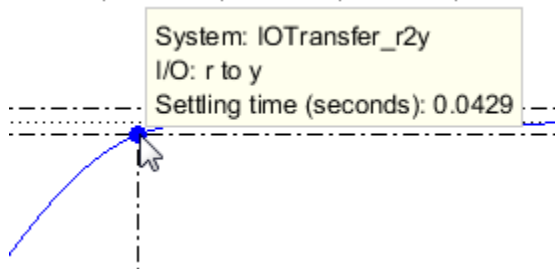 System: IOTransfer_r2y
I/O: r to y
Settling time (seconds): 0.0429